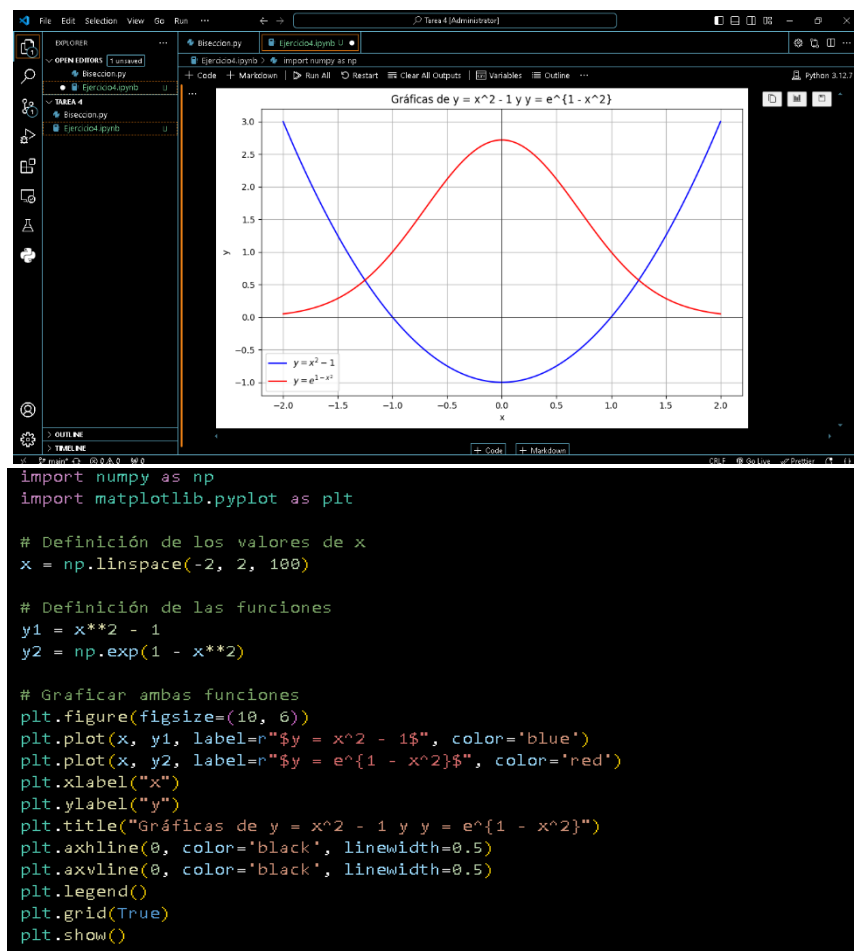 File Edit Selection View Go Run ··· ← → Tarea 4 [Administrator]
EXPLORER ··· Biseccion.py Ejercicio4.ipynb U ●
OPEN EDITORS 1 unsaved Ejercicio4.ipynb > import numpy as np
Biseccion.py + Code + Markdown | Run All Restart Clear All Outputs | Variables Outline ··· Python 3.12.7
● Ejercicio4.ipynb U
TAREA 4
Biseccion.py
Ejercicio4.ipynb U
Gráficas de y = x^2 - 1 y y = e^{1 - x^2}
3.0
2.5
2.0
1.5
1.0
0.5
0.0
−0.5
−1.0
y
y = x² − 1
y = e^{1−x²}
−2.0 −1.5 −1.0 −0.5 0.0 0.5 1.0 1.5 2.0
x
> OUTLINE
> TIMELINE
+ Code + Markdown
main* 0 0 0 CRLF Go Live Prettier
import numpy as np
import matplotlib.pyplot as plt
# Definición de los valores de x
x = np.linspace(-2, 2, 100)
# Definición de las funciones
y1 = x**2 - 1
y2 = np.exp(1 - x**2)
# Graficar ambas funciones
plt.figure(figsize=(10, 6))
plt.plot(x, y1, label=r"$y = x^2 - 1$", color='blue')
plt.plot(x, y2, label=r"$y = e^{1 - x^2}$", color='red')
plt.xlabel("x")
plt.ylabel("y")
plt.title("Gráficas de y = x^2 - 1 y y = e^{1 - x^2}")
plt.axhline(0, color='black', linewidth=0.5)
plt.axvline(0, color='black', linewidth=0.5)
plt.legend()
plt.grid(True)
plt.show()